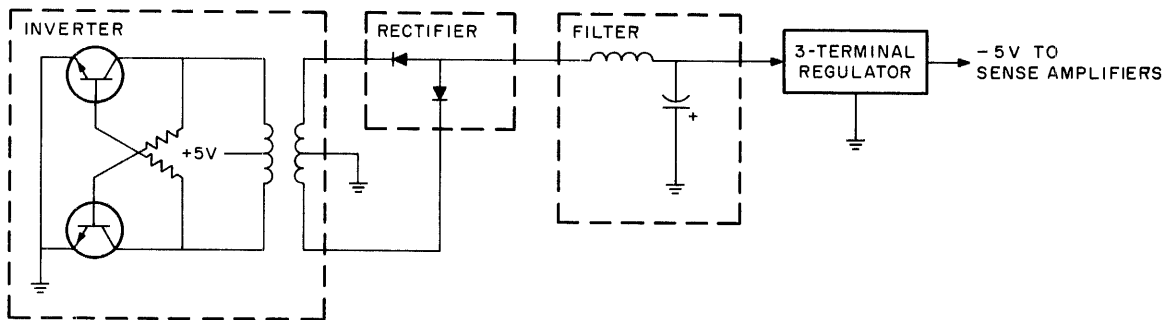 INVERTER
RECTIFIER
FILTER
3-TERMINAL
REGULATOR
-5V TO
SENSE AMPLIFIERS
+5V
+